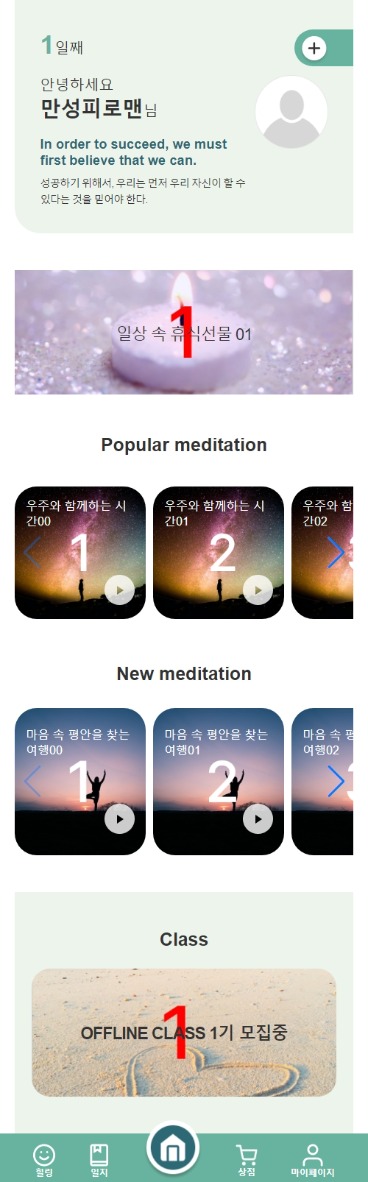 1일째
안녕하세요
만성피로맨님
In order to succeed, we must
first believe that we can.
성공하기 위해서, 우리는 먼저 우리 자신이 할 수
있다는 것을 믿어야 한다.
일상 속 휴식선물 01
1
Popular meditation
우주와 함께하는 시
간00
1
우주와 함께하는 시
간01
2
우주와 함
간02
3
New meditation
마음 속 평안을 찾는
여행00
1
마음 속 평안을 찾는
여행01
2
마음 속 평
여행02
3
Class
OFFLINE CLASS 1기 모집중
1
힐링
일지
상점
마이페이지